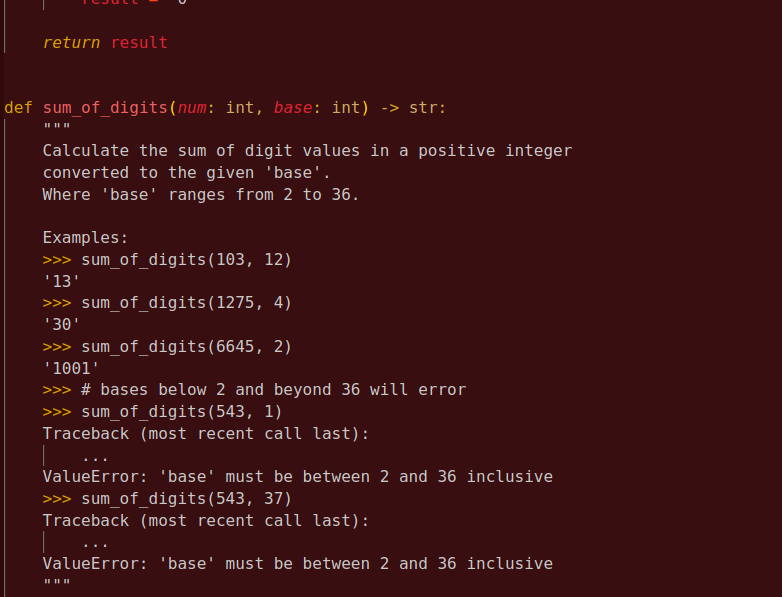 result = '0'
return result
def sum_of_digits(num: int, base: int) -> str:
"""
Calculate the sum of digit values in a positive integer
converted to the given 'base'.
Where 'base' ranges from 2 to 36.
Examples:
>>> sum_of_digits(103, 12)
'13'
>>> sum_of_digits(1275, 4)
'30'
>>> sum_of_digits(6645, 2)
'1001'
>>> # bases below 2 and beyond 36 will error
>>> sum_of_digits(543, 1)
Traceback (most recent call last):
...
ValueError: 'base' must be between 2 and 36 inclusive
>>> sum_of_digits(543, 37)
Traceback (most recent call last):
...
ValueError: 'base' must be between 2 and 36 inclusive
"""